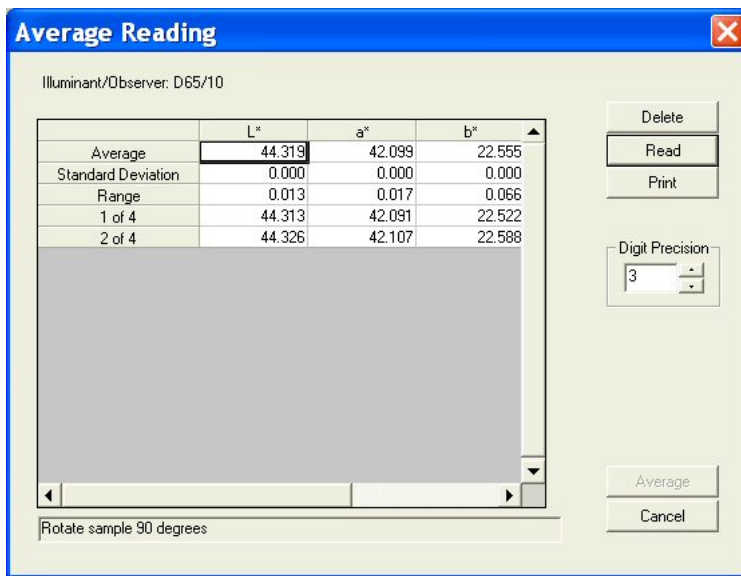 Average Reading
Illuminant/Observer: D65/10
Delete
Read
Print
L* a* b*
Average 44.319 42.099 22.555
Standard Deviation 0.000 0.000 0.000
Range 0.013 0.017 0.066
1 of 4 44.313 42.091 22.522
2 of 4 44.326 42.107 22.588
Digit Precision
3
Average
Cancel
Rotate sample 90 degrees